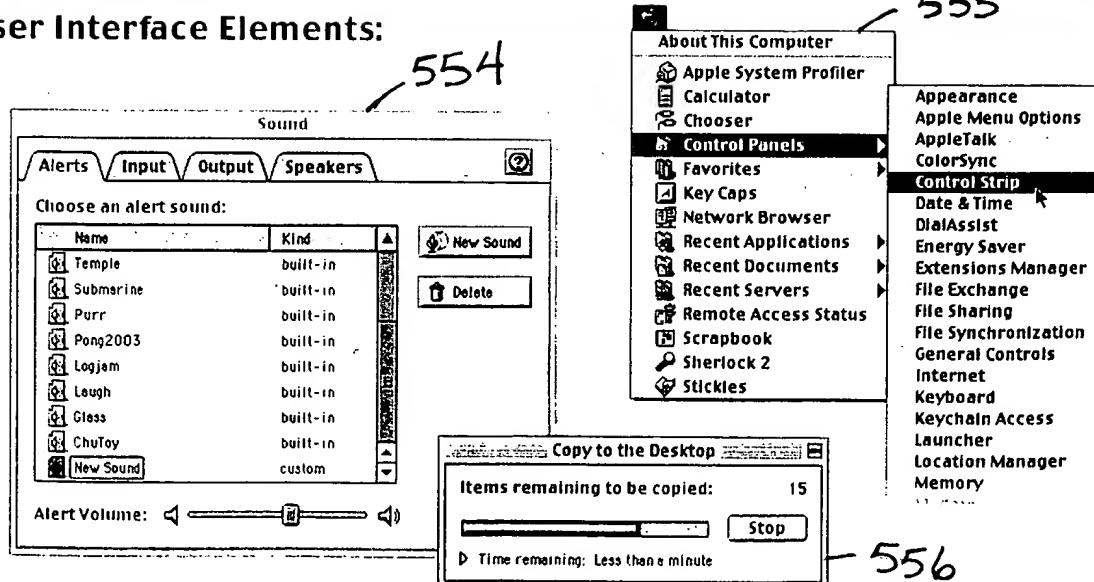 ser Interface Elements:
554
Sound
Alerts Input Output Speakers
Choose an alert sound:
Name Kind
Temple built-in
Submarine built-in
Purr built-in
Pong2003 built-in
Logjam built-in
Laugh built-in
Glass built-in
ChuToy built-in
New Sound custom
New Sound
Delete
Alert Volume:
555
About This Computer
Apple System Profiler
Calculator
Chooser
Control Panels
Favorites
Key Caps
Network Browser
Recent Applications
Recent Documents
Recent Servers
Remote Access Status
Scrapbook
Sherlock 2
Stickies
Appearance
Apple Menu Options
AppleTalk
ColorSync
Control Strip
Date & Time
DialAssist
Energy Saver
Extensions Manager
File Exchange
File Sharing
File Synchronization
General Controls
Internet
Keyboard
Keychain Access
Launcher
Location Manager
Memory
Copy to the Desktop
Items remaining to be copied: 15
Stop
Time remaining: Less than a minute
556